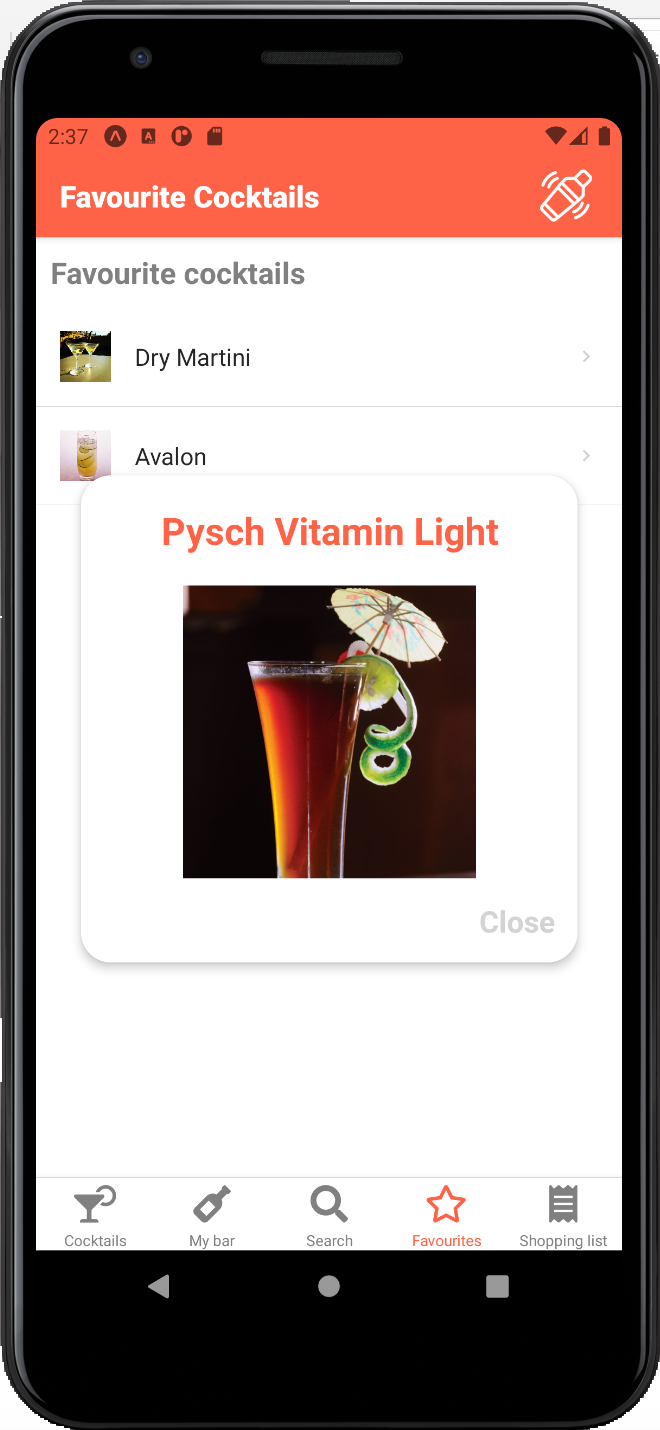 2:37
Favourite Cocktails
Favourite cocktails
Dry Martini
Avalon
Pysch Vitamin Light
Close
Cocktails
My bar
Search
Favourites
Shopping list